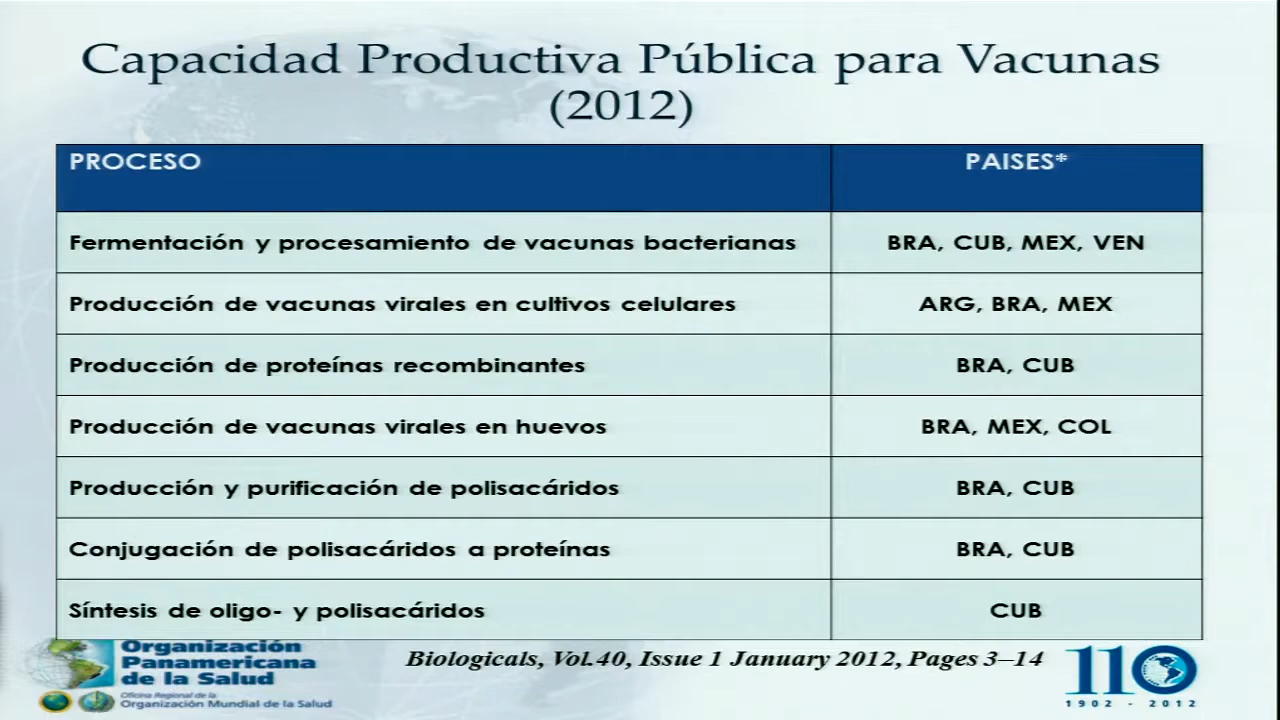 Capacidad Productiva Pública para Vacunas
(2012)
PROCESO PAISES*
Fermentación y procesamiento de vacunas bacterianas BRA, CUB, MEX, VEN
Producción de vacunas virales en cultivos celulares ARG, BRA, MEX
Producción de proteínas recombinantes BRA, CUB
Producción de vacunas virales en huevos BRA, MEX, COL
Producción y purificación de polisacáridos BRA, CUB
Conjugación de polisacáridos a proteínas BRA, CUB
Síntesis de oligo- y polisacáridos CUB
Organización
Panamericana
de la Salud
Oficina Regional de la
Organización Mundial de la Salud
Biologicals, Vol.40, Issue 1 January 2012, Pages 3–14
110
1902 - 2012